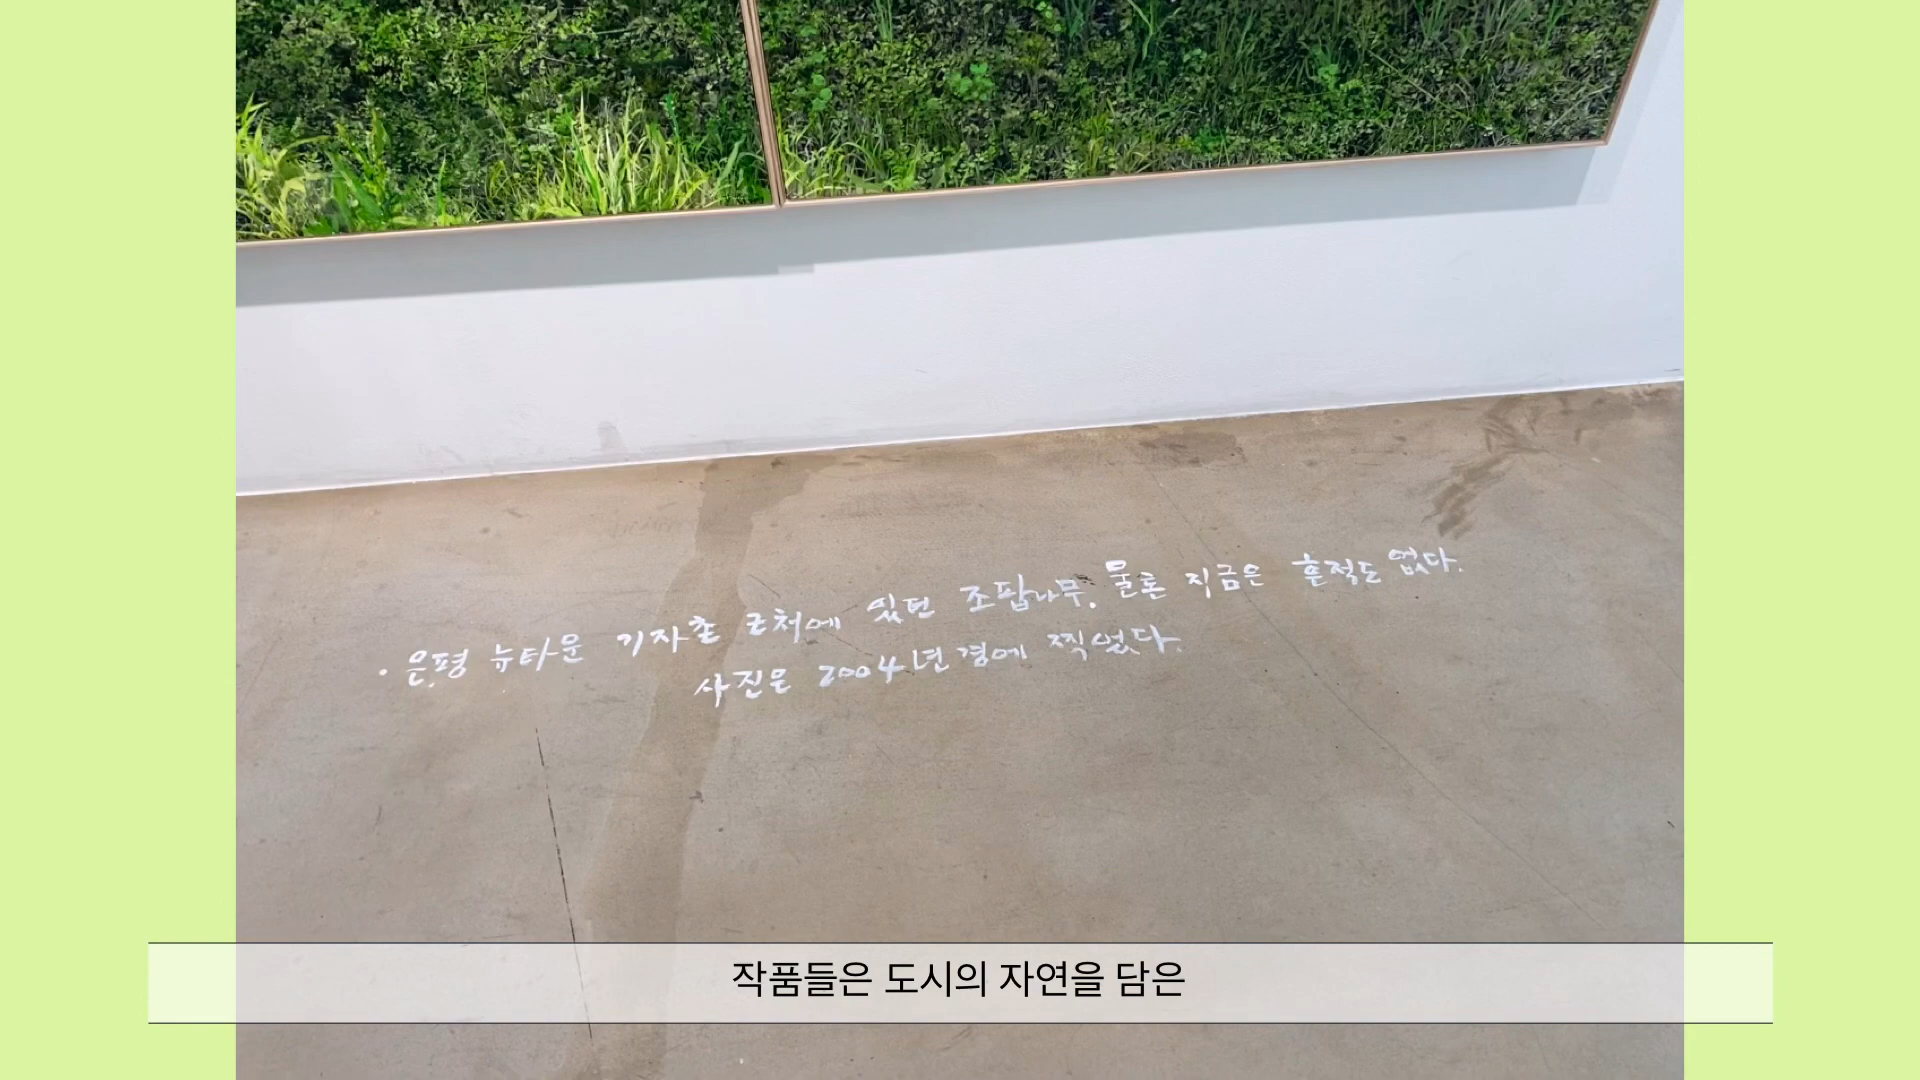 · 은평 뉴타운 기자촌 근처에 있던 조팝나무. 물론 지금은 흔적도 없다.
사진은 2004년경에 찍었다.
작품들은 도시의 자연을 담은